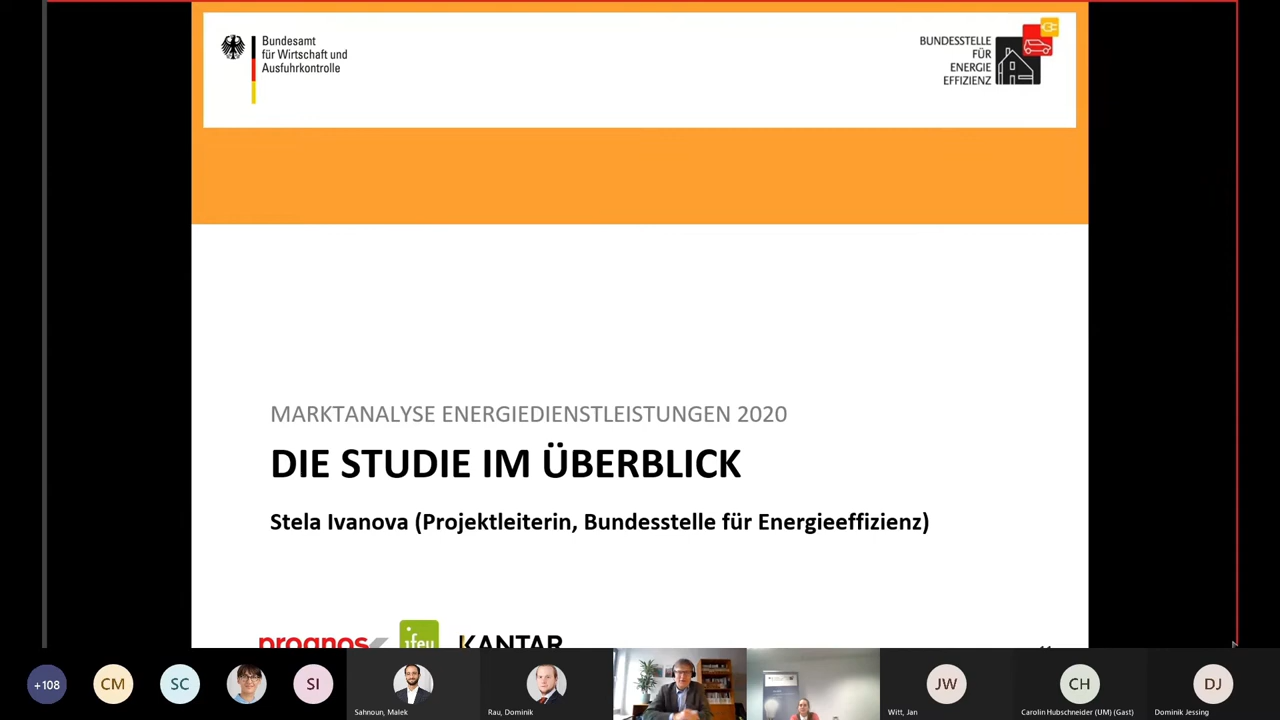 Bundesamt
für Wirtschaft und
Ausfuhrkontrolle
BUNDESSTELLE
FÜR
ENERGIE
EFFIZIENZ
MARKTANALYSE ENERGIEDIENSTLEISTUNGEN 2020
DIE STUDIE IM ÜBERBLICK
Stela Ivanova (Projektleiterin, Bundesstelle für Energieeffizienz)
prognos
ifeu
KANTAR
+108
CM
SC
SI
Sahnoun, Malek
Rau, Dominik
JW
Witt, Jan
CH
Carolin Hubschneider (UM) (Gast)
DJ
Dominik Jessing